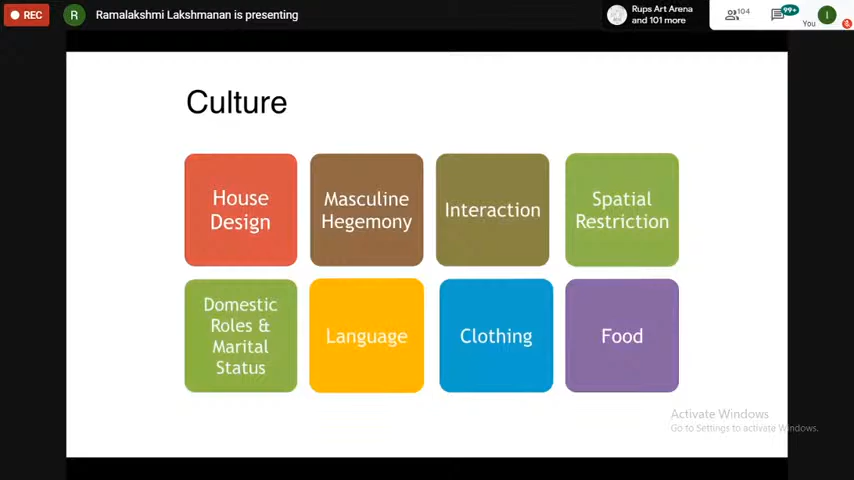 REC
R
Ramalakshmi Lakshmanan is presenting
Rups Art Arena
and 101 more
104
99+
You
I
Culture
House
Design
Masculine
Hegemony
Interaction
Spatial
Restriction
Domestic
Roles &
Marital
Status
Language
Clothing
Food
Activate Windows
Go to Settings to activate Windows.